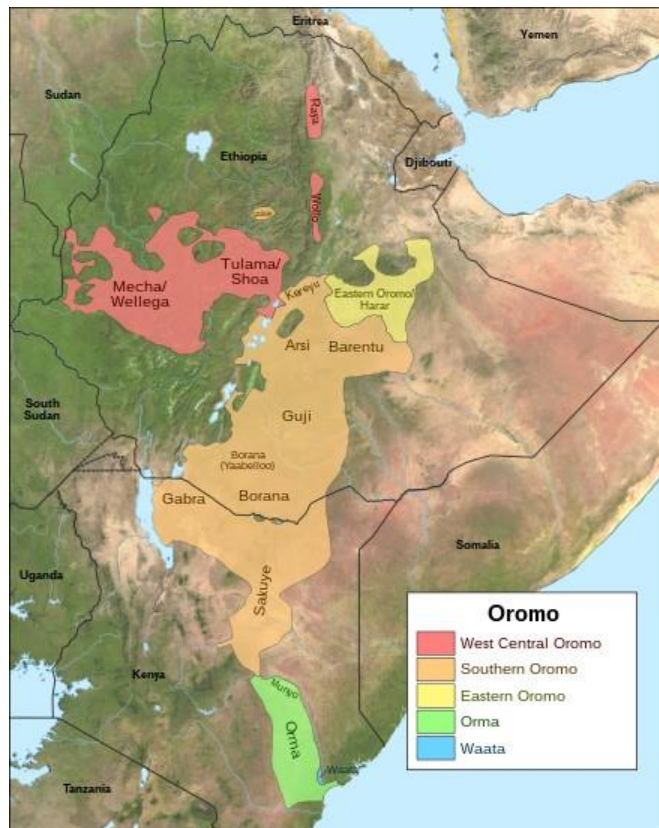 Eritrea
Yemen
Sudan
Raya
Ethiopia
Djibouti
Wollo
Tulama/
Shoa
Mecha/
Wellega
Kereyu
Eastern Oromo/
Harar
Arsi
Barentu
South
Sudan
Guji
Borana
(Yaabelloo)
Gabra
Borana
Somalia
Uganda
Sakuye
Oromo
West Central Oromo
Southern Oromo
Eastern Oromo
Orma
Waata
Kenya
Munyo
Orma
Waata
Tanzania